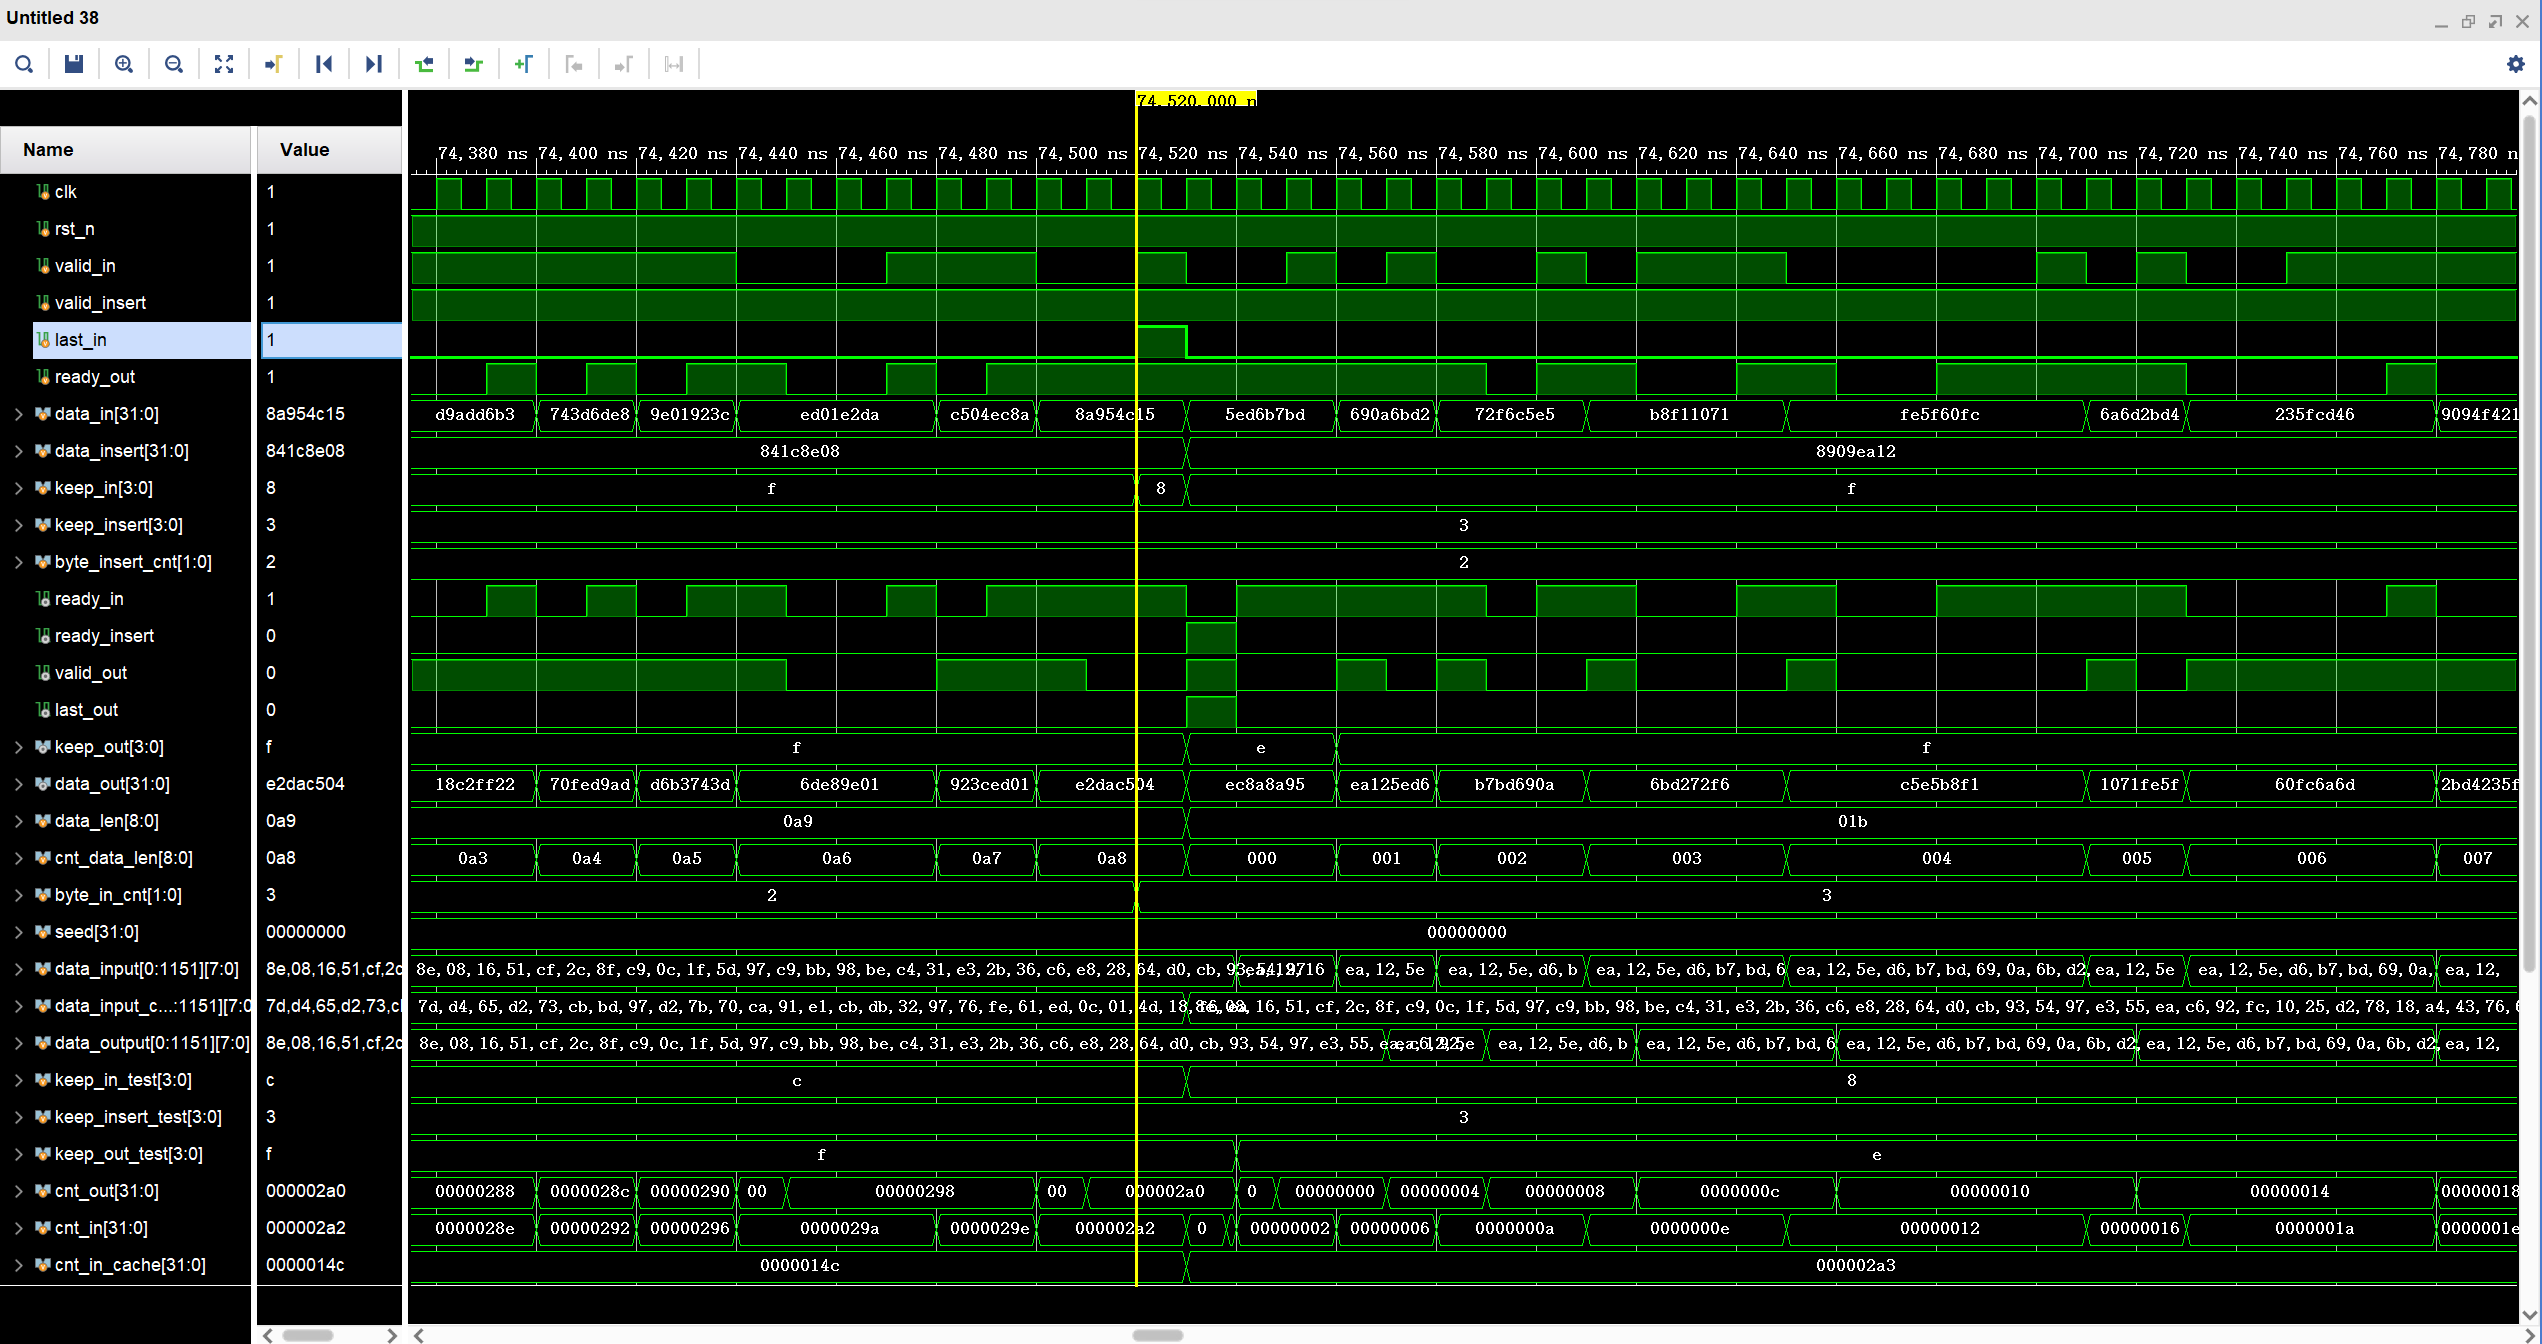 Untitled 38
74,520,000 n
Name Value
74,380 ns 74,400 ns 74,420 ns 74,440 ns 74,460 ns 74,480 ns 74,500 ns 74,520 ns 74,540 ns 74,560 ns 74,580 ns 74,600 ns 74,620 ns 74,640 ns 74,660 ns 74,680 ns 74,700 ns 74,720 ns 74,740 ns 74,760 ns 74,780 n
clk 1
rst_n 1
valid_in 1
valid_insert 1
last_in 1
ready_out 1
data_in[31:0] 8a954c15 d9add6b3 743d6de8 9e01923c ed01e2da c504ec8a 8a954c15 5ed6b7bd 690a6bd2 72f6c5e5 b8f11071 fe5f60fc 6a6d2bd4 235fcd46 9094f421
data_insert[31:0] 841c8e08 841c8e08 8909ea12
keep_in[3:0] 8 f 8 f
keep_insert[3:0] 3 3
byte_insert_cnt[1:0] 2 2
ready_in 1
ready_insert 0
valid_out 0
last_out 0
keep_out[3:0] f f e f
data_out[31:0] e2dac504 18c2ff22 70fed9ad d6b3743d 6de89e01 923ced01 e2dac504 ec8a8a95 ea125ed6 b7bd690a 6bd272f6 c5e5b8f1 1071fe5f 60fc6a6d 2bd4235f
data_len[8:0] 0a9 0a9 01b
cnt_data_len[8:0] 0a8 0a3 0a4 0a5 0a6 0a7 0a8 000 001 002 003 004 005 006 007
byte_in_cnt[1:0] 3 2 3
seed[31:0] 00000000 00000000
data_input[0:1151][7:0] 8e,08,16,51,cf,2c 8e,08,16,51,cf,2c,8f,c9,0c,1f,5d,97,c9,bb,98,be,c4,31,e3,2b,36,c6,e8,28,64,d0,cb, ea,12,5e ea,12,5e,d6,b ea,12,5e,d6,b7,bd,6 ea,12,5e,d6,b7,bd,69,0a,6b,d2 ea,12,5e ea,12,5e,d6,b7,bd,69,0a, ea,12,
data_input_c...:1151][7:0 7d,d4,65,d2,73,c 7d,d4,65,d2,73,cb,bd,97,d2,7b,70,ca,91,e1,cb,db,32,97,76,fe,61,ed,0c,01,4d,18, 16,51,cf,2c,8f,c9,0c,1f,5d,97,c9,bb,98,be,c4,31,e3,2b,36,c6,e8,28,64,d0,cb,93,54,97,e3,55,ea,c6,92,fc,10,25,d2,78,18,a4,43,76,6
data_output[0:1151][7:0] 8e,08,16,51,cf,2c 8e,08,16,51,cf,2c,8f,c9,0c,1f,5d,97,c9,bb,98,be,c4,31,e3,2b,36,c6,e8,28,64,d0,cb,93,54,97,e3,55, ea,12,5e,d6,b ea,12,5e,d6,b7,bd,6 ea,12,5e,d6,b7,bd,69,0a,6b,d2 ea,12,5e,d6,b7,bd,69,0a,6b,d2 ea,12,
keep_in_test[3:0] c c 8
keep_insert_test[3:0] 3 3
keep_out_test[3:0] f f e
cnt_out[31:0] 000002a0 00000288 0000028c 00000290 00 00000298 00 000002a0 0 00000000 00000004 00000008 0000000c 00000010 00000014 00000018
cnt_in[31:0] 000002a2 0000028e 00000292 00000296 0000029a 0000029e 000002a2 0 00000002 00000006 0000000a 0000000e 00000012 00000016 0000001a 0000001e
cnt_in_cache[31:0] 0000014c 0000014c 000002a3